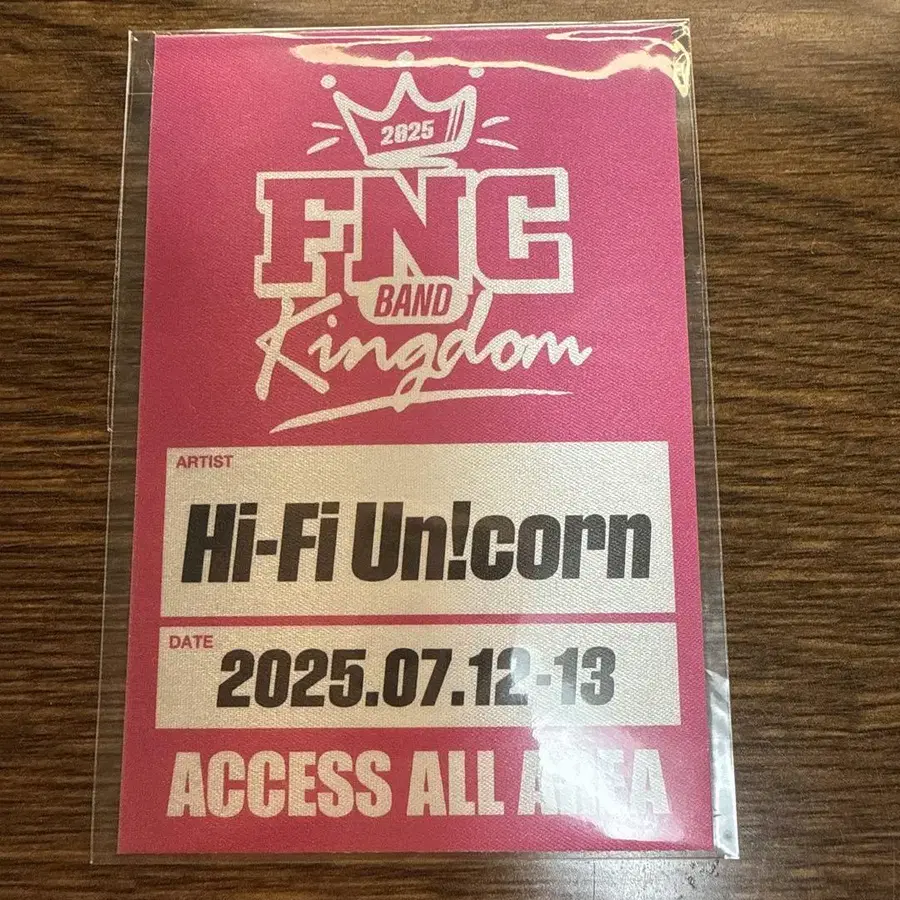 2025
FNC
BAND
Kingdom
ARTIST
Hi-Fi Un!corn
DATE
2025.07.12-13
ACCESS ALL AREA